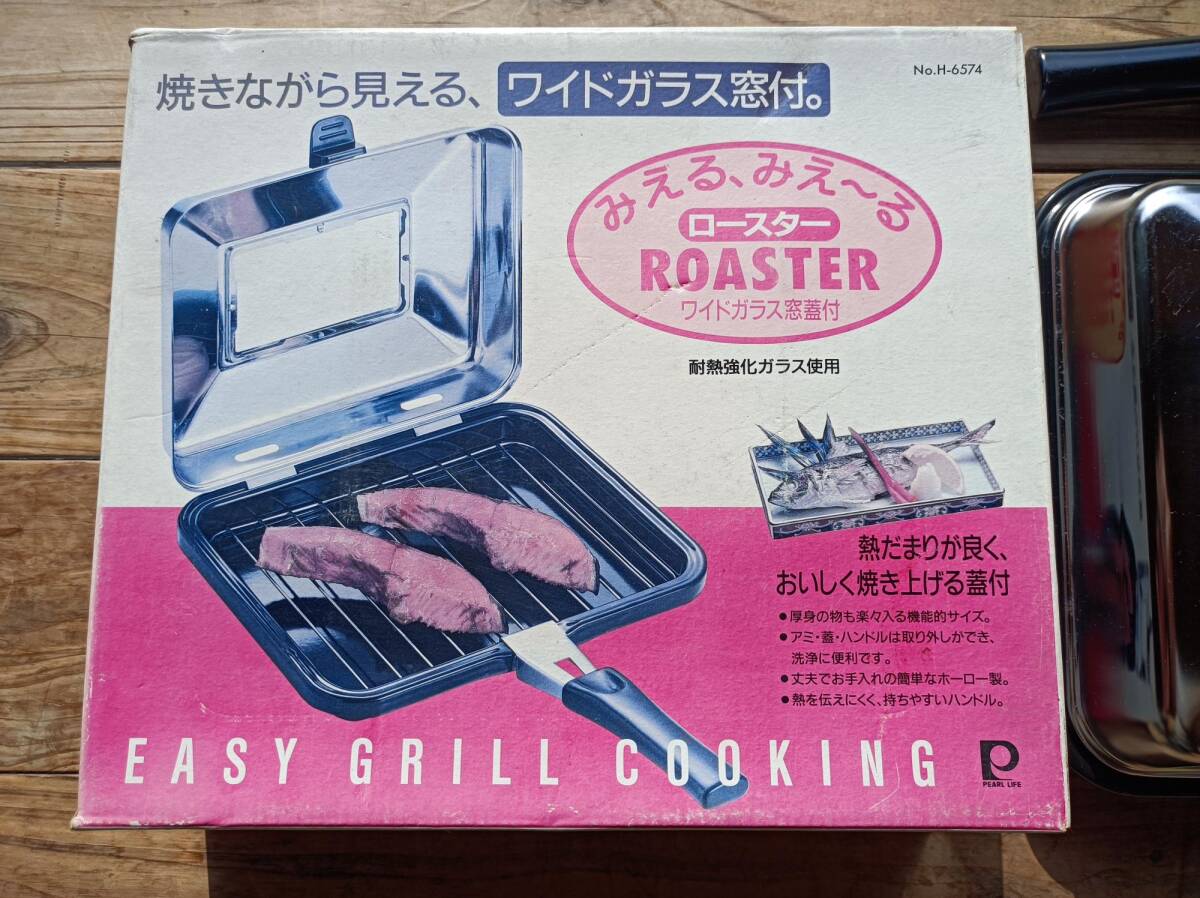 No.H-6574
焼きながら見える、ワイドガラス窓付。
みえる、みえ〜る
ロースター
ROASTER
ワイドガラス窓蓋付
耐熱強化ガラス使用
熱だまりが良く、
おいしく焼き上げる蓋付
●厚身の物も楽々入る機能的サイズ。
●アミ・蓋・ハンドルは取り外しができ、
洗浄に便利です。
●丈夫でお手入れの簡単なホーロー製。
●熱を伝えにくく、持ちやすいハンドル。
EASY GRILL COOKING
PEARL LIFE